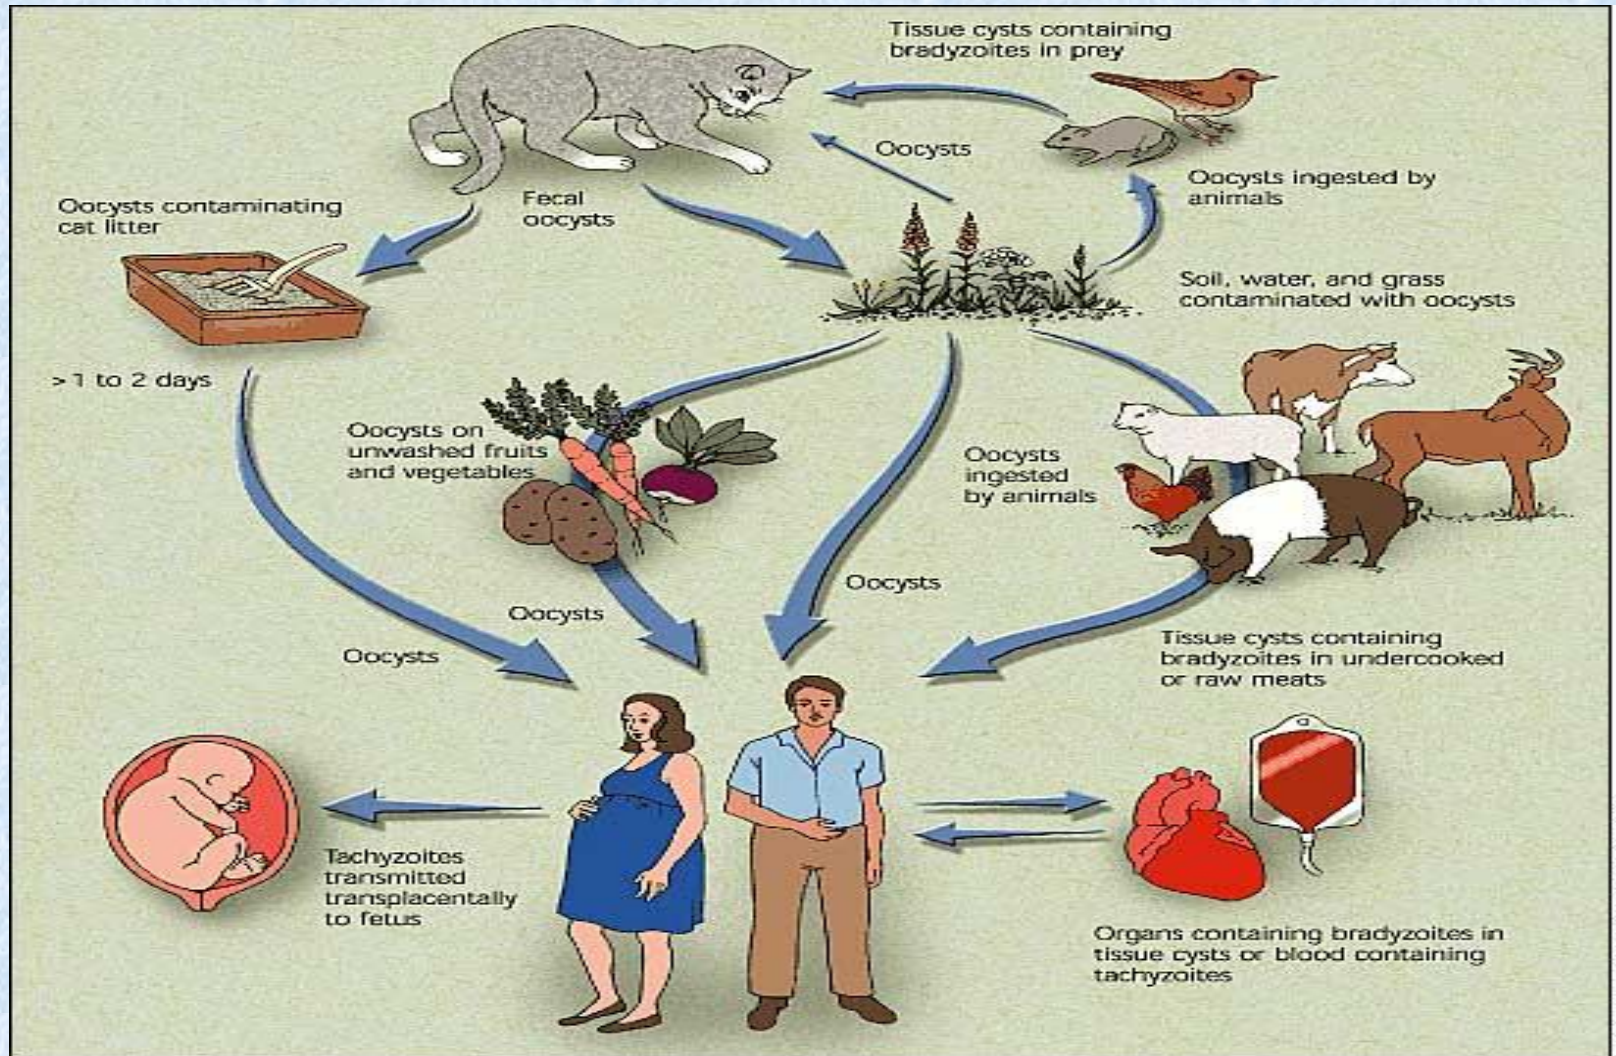 Tissue cysts containing
bradyzoites in prey
Oocysts
Oocysts ingested by
animals
Fecal
oocysts
Oocysts contaminating
cat litter
Soil, water, and grass
contaminated with oocysts
>1 to 2 days
Oocysts on
unwashed fruits
and vegetables
Oocysts
ingested
by animals
Oocysts
Oocysts
Oocysts
Tissue cysts containing
bradyzoites in undercooked
or raw meats
Tachyzoites
transmitted
transplacentally
to fetus
Organs containing bradyzoites in
tissue cysts or blood containing
tachyzoites